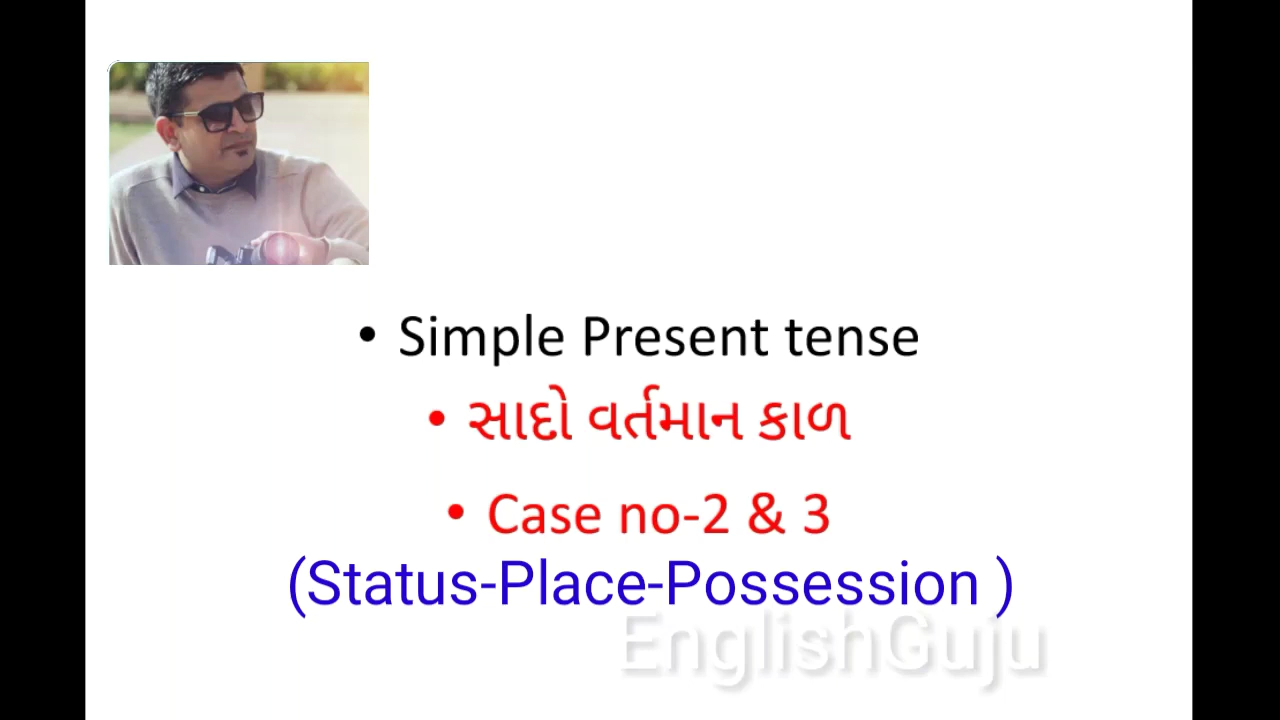 • Simple Present tense
• સાદો વર્તમાન કાળ
• Case no-2 & 3
(Status-Place-Possession )
EnglishGuju